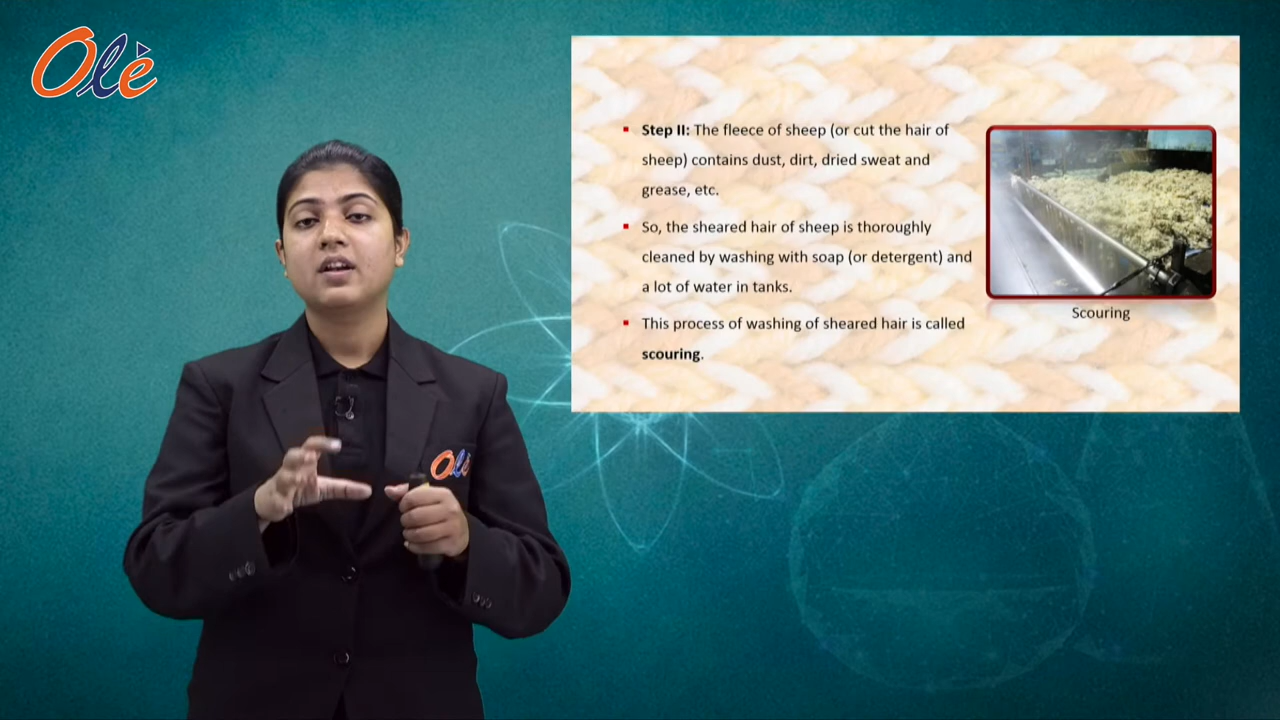 Olè
Step II: The fleece of sheep (or cut the hair of
sheep) contains dust, dirt, dried sweat and
grease, etc.
So, the sheared hair of sheep is thoroughly
cleaned by washing with soap (or detergent) and
a lot of water in tanks.
This process of washing of sheared hair is called
scouring.
Scouring
Olè